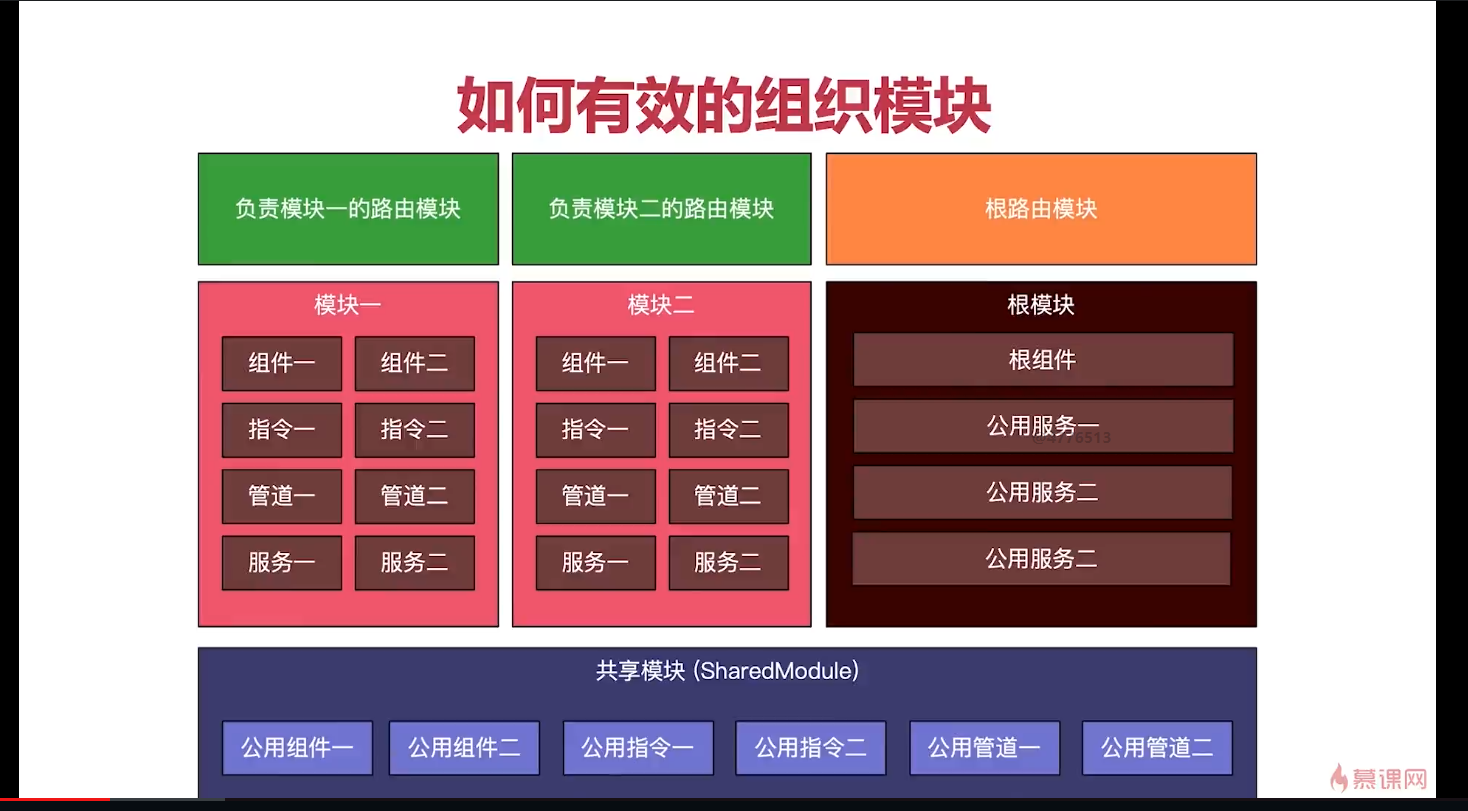 如何有效的组织模块
负责模块一的路由模块
负责模块二的路由模块
根路由模块
模块一
组件一 组件二
指令一 指令二
管道一 管道二
服务一 服务二
模块二
组件一 组件二
指令一 指令二
管道一 管道二
服务一 服务二
根模块
根组件
公用服务一
@4776513
公用服务二
公用服务二
共享模块 (SharedModule)
公用组件一 公用组件二 公用指令一 公用指令二 公用管道一 公用管道二
慕课网